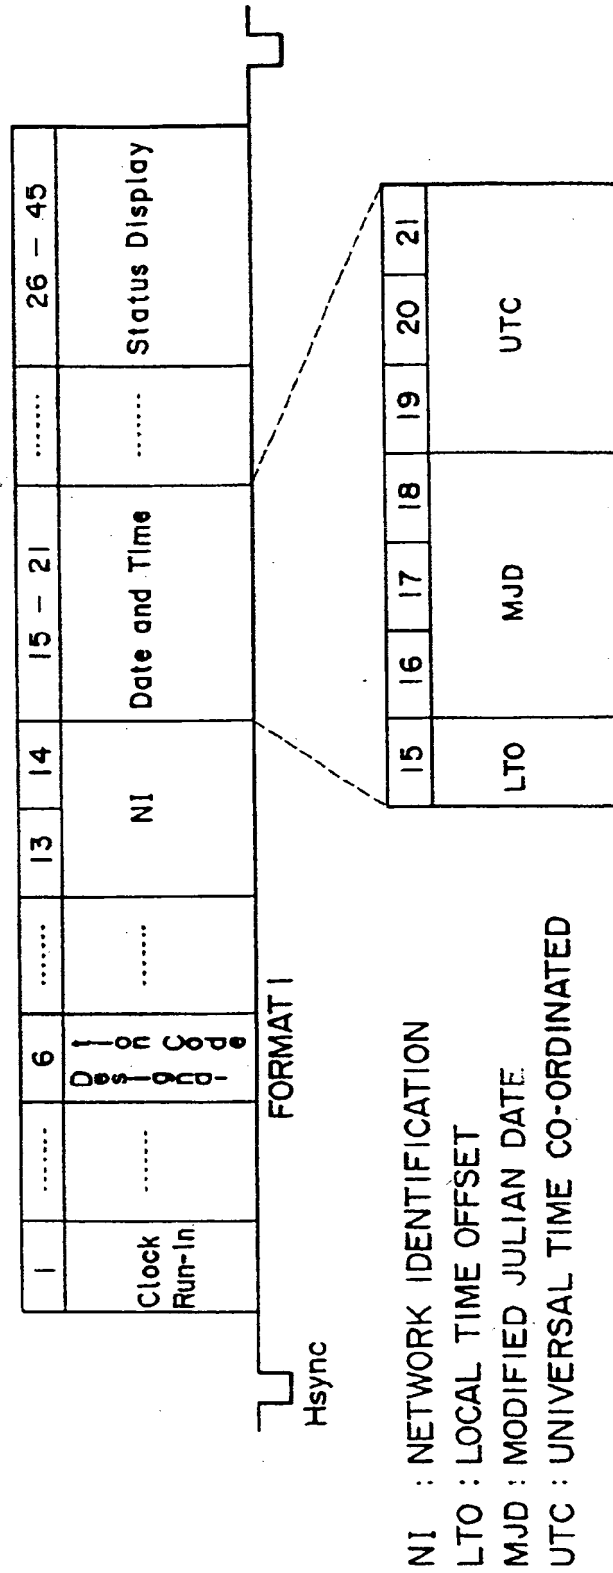 1 ....... 6 ....... 13 14 15 - 21 ....... 26 - 45
Clock Run-In ....... Designa- tion Code ....... NI Date and Time ....... Status Display
Hsync
FORMAT 1
15 16 17 18 19 20 21
LTO MJD UTC
NI : NETWORK IDENTIFICATION
LTO : LOCAL TIME OFFSET
MJD : MODIFIED JULIAN DATE
UTC : UNIVERSAL TIME CO-ORDINATED